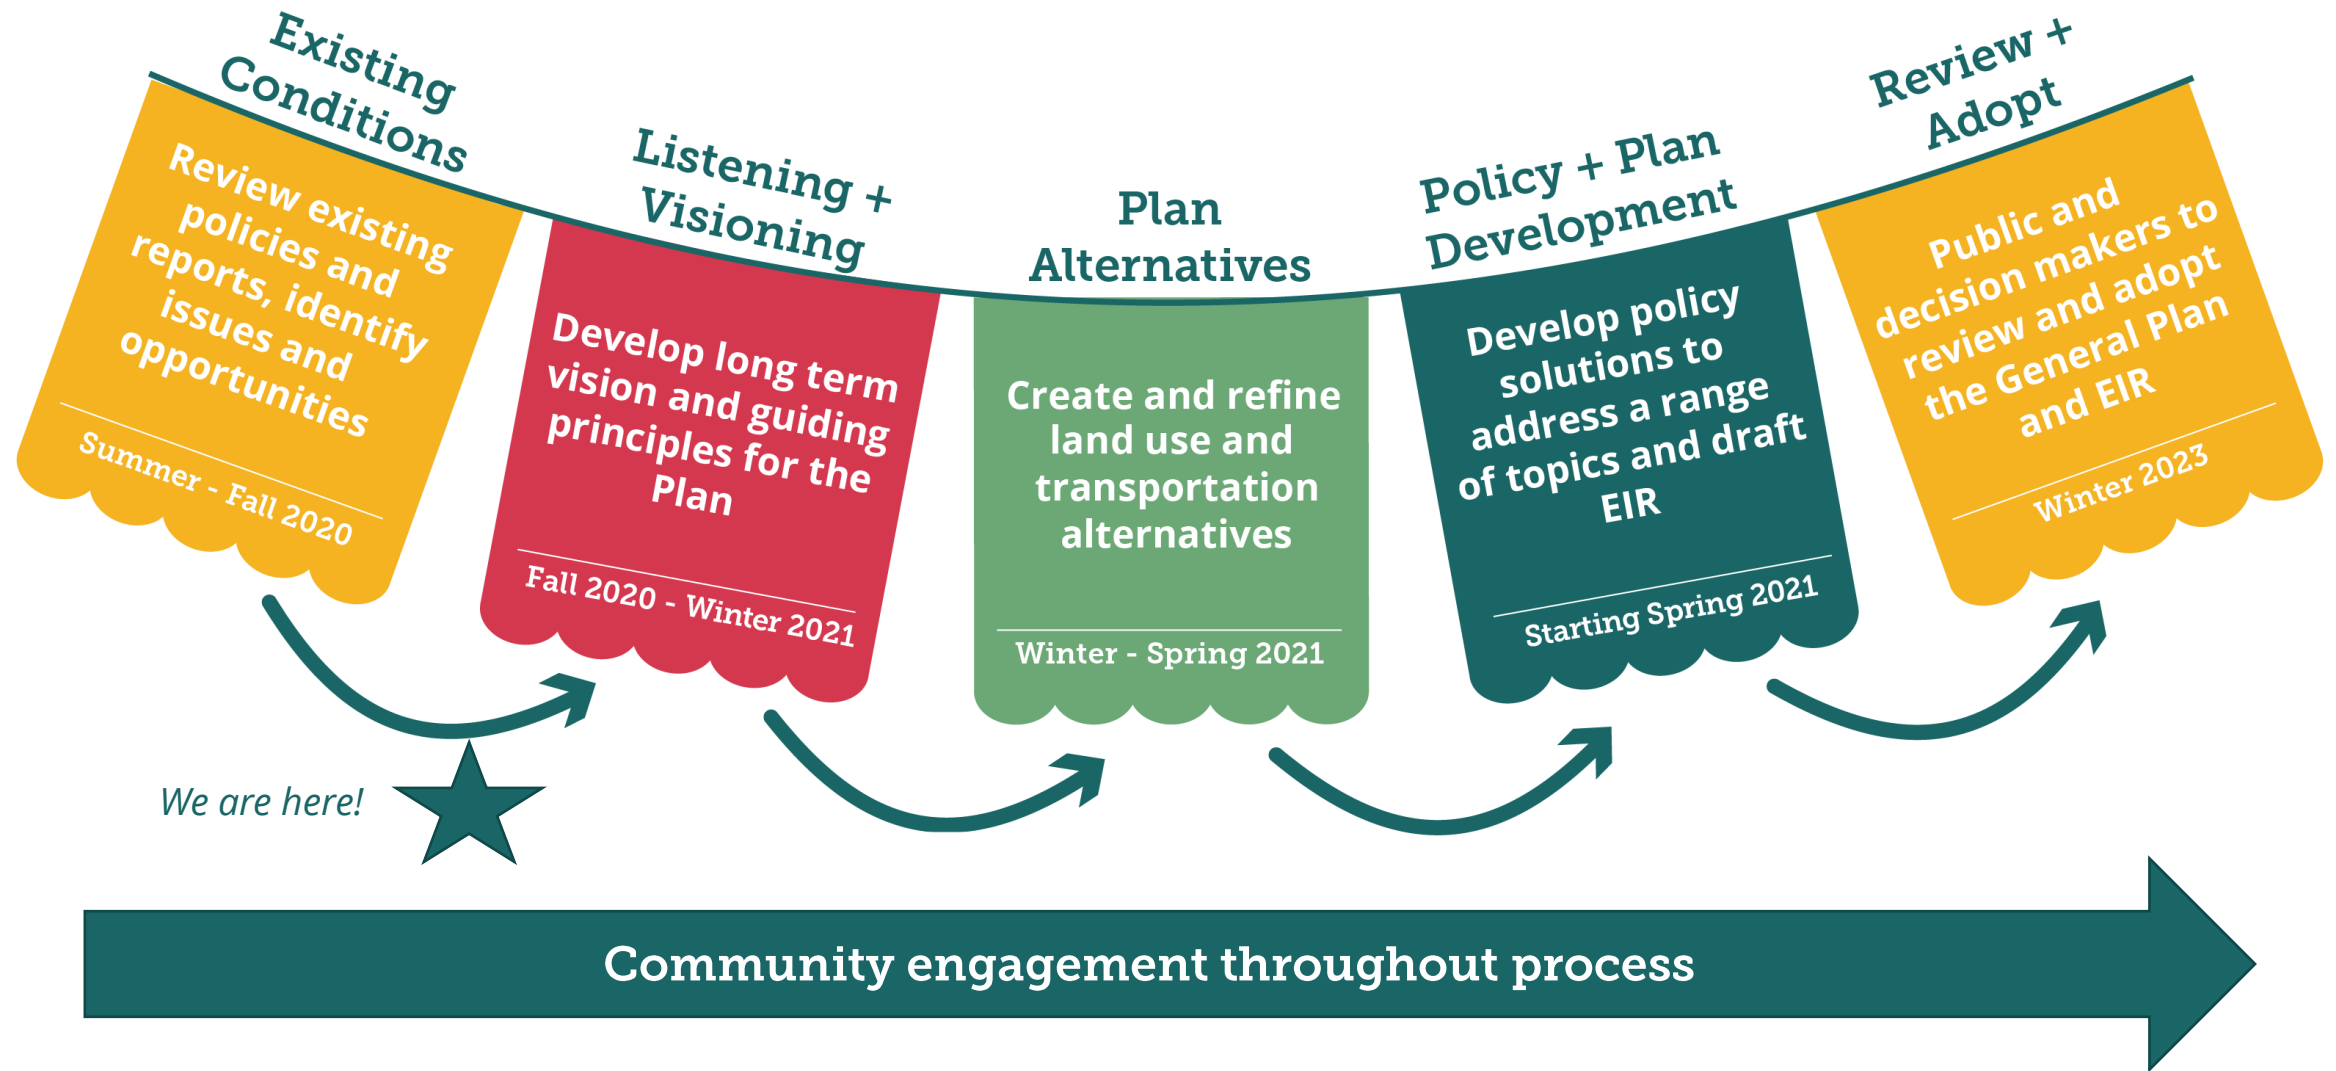 Existing
Conditions
Review existing
policies and
reports, identify
issues and
opportunities
Summer - Fall 2020
Listening +
Visioning
Develop long term
vision and guiding
principles for the
Plan
Fall 2020 - Winter 2021
Plan
Alternatives
Create and refine
land use and
transportation
alternatives
Winter - Spring 2021
Policy + Plan
Development
Develop policy
solutions to
address a range
of topics and draft
EIR
Starting Spring 2021
Review +
Adopt
Public and
decision makers to
review and adopt
the General Plan
and EIR
Winter 2023
We are here!
Community engagement throughout process